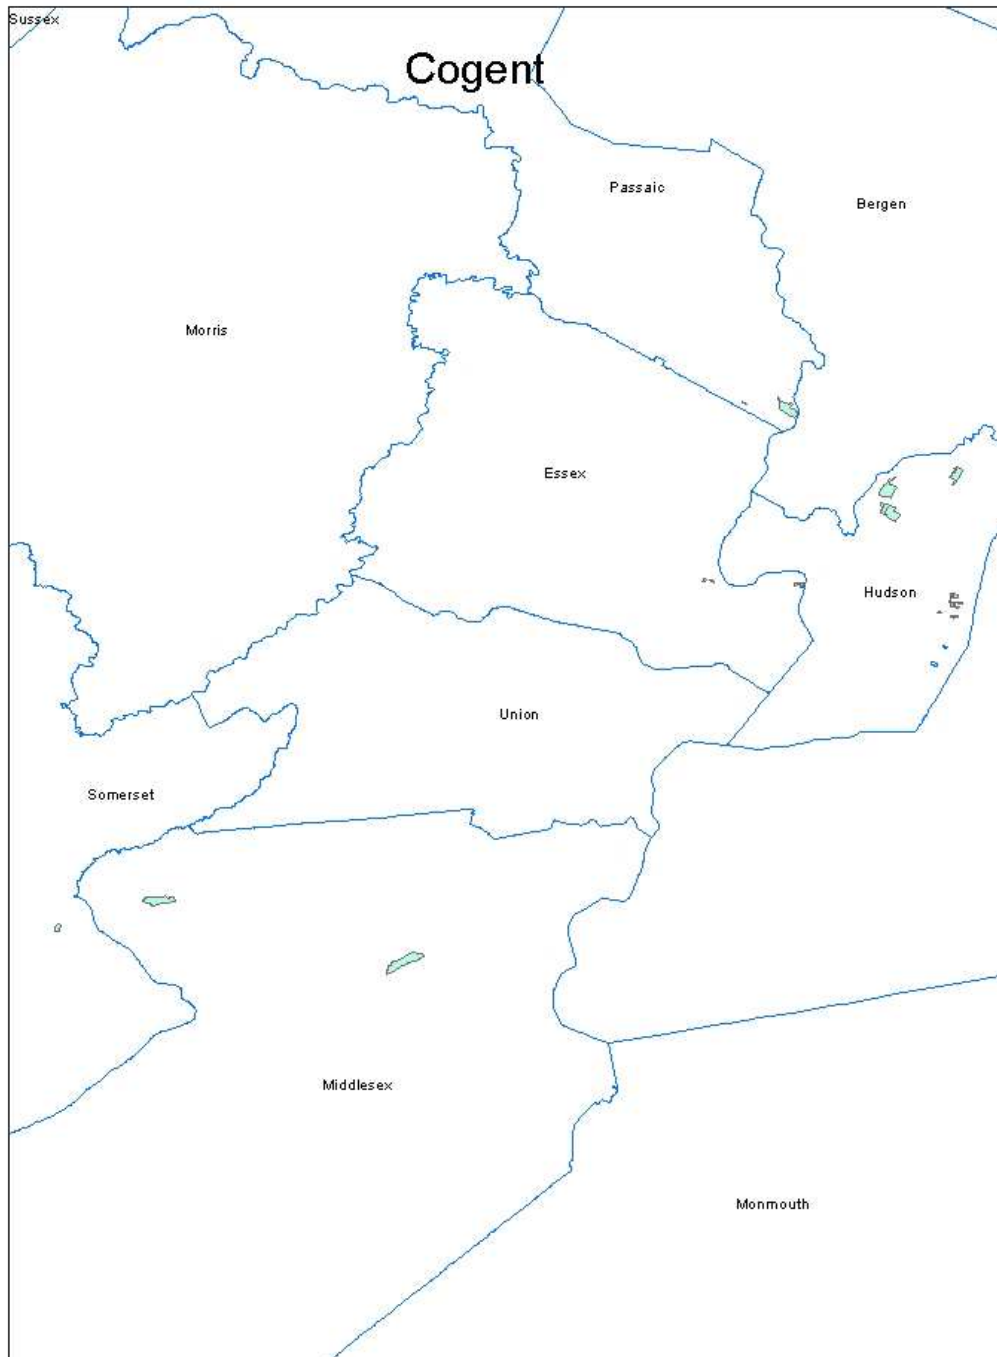 Sussex
Cogent
Passaic
Bergen
Morris
Essex
Hudson
Union
Somerset
Middlesex
Monmouth